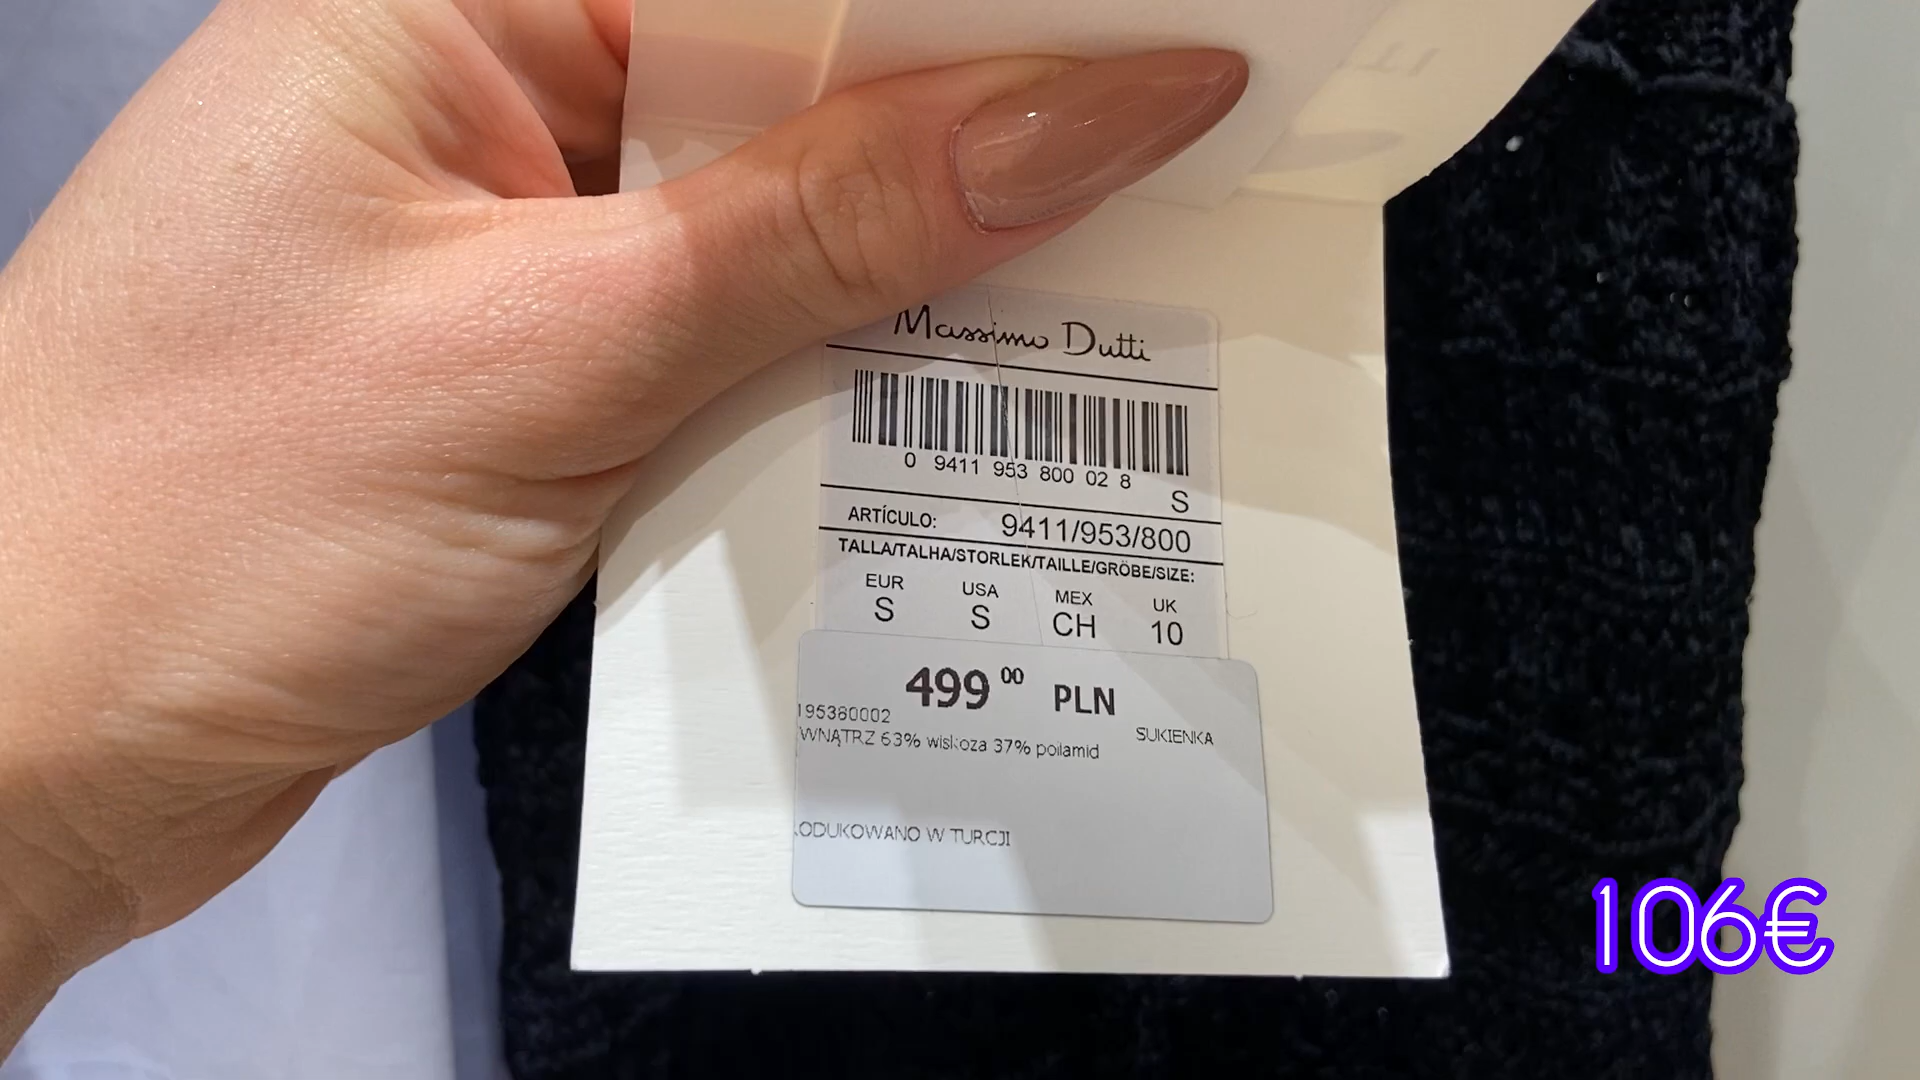 Massimo Dutti
0 9411 953 800 02 8
S
ARTÍCULO: 9411/953/800
TALLA/TALHA/STORLEK/TAILLE/GRÖBE/SIZE:
EUR USA MEX UK
S S CH 10
499 00 PLN
195380002 SUKIENKA
WNĄTRZ 63% wiskoza 37% poilamid
ODUKOWANO W TURCJI
106€